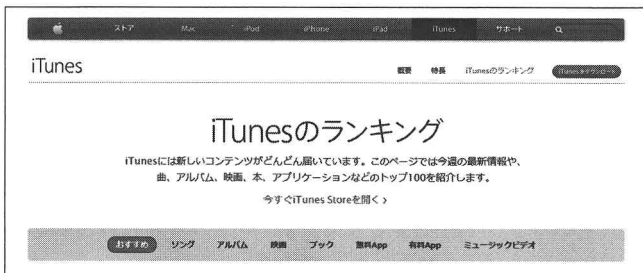 ストア Mac iPod iPhone iPad iTunes サポート
iTunes 概要 特長 iTunesのランキング iTunesをダウンロード
iTunesのランキング
iTunesには新しいコンテンツがどんどん届いています。このページでは今週の最新情報や、
曲、アルバム、映画、本、アプリケーションなどのトップ100を紹介します。
今すぐiTunes Storeを開く ›
おすすめ ソング アルバム 映画 ブック 無料App 有料App ミュージックビデオ